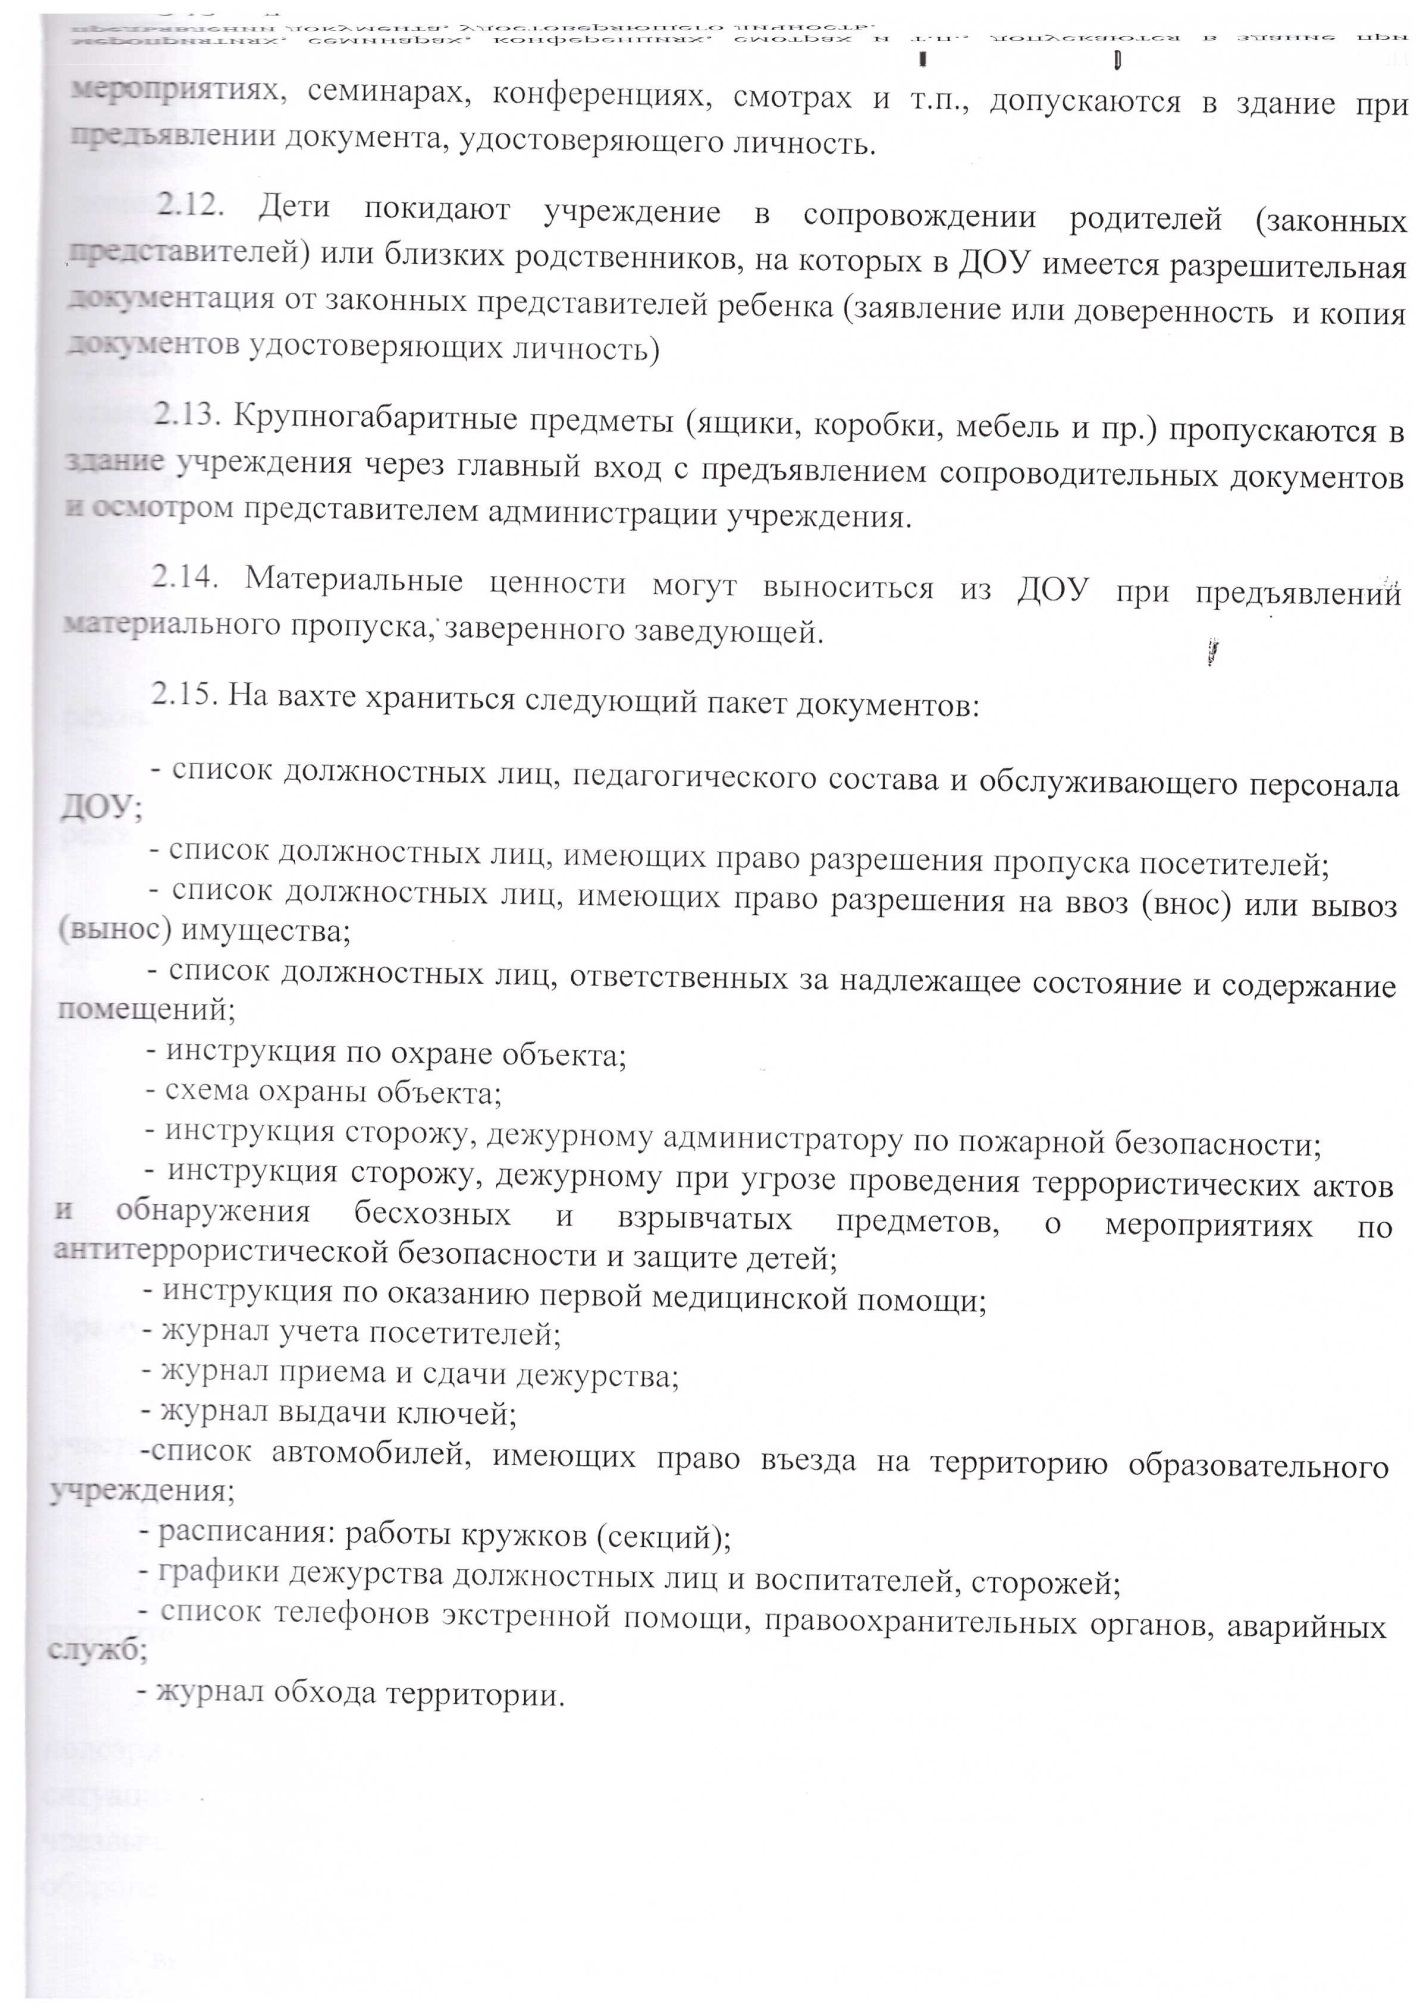 мероприятиях, семинарах, конференциях, смотрах и т.п., допускаются в здание при
предъявлении документа, удостоверяющего личность.
2.12. Дети покидают учреждение в сопровождении родителей (законных
представителей) или близких родственников, на которых в ДОУ имеется разрешительная
документация от законных представителей ребенка (заявление или доверенность и копия
документов удостоверяющих личность)
2.13. Крупногабаритные предметы (ящики, коробки, мебель и пр.) пропускаются в
здание учреждения через главный вход с предъявлением сопроводительных документов
и осмотром представителем администрации учреждения.
2.14. Материальные ценности могут выноситься из ДОУ при предъявлений
материального пропуска, заверенного заведующей.
2.15. На вахте храниться следующий пакет документов:
- список должностных лиц, педагогического состава и обслуживающего персонала
ДОУ;
- список должностных лиц, имеющих право разрешения пропуска посетителей;
- список должностных лиц, имеющих право разрешения на ввоз (внос) или вывоз
(вынос) имущества;
- список должностных лиц, ответственных за надлежащее состояние и содержание
помещений;
- инструкция по охране объекта;
- схема охраны объекта;
- инструкция сторожу, дежурному администратору по пожарной безопасности;
- инструкция сторожу, дежурному при угрозе проведения террористических актов
и обнаружения бесхозных и взрывчатых предметов, о мероприятиях по
антитеррористической безопасности и защите детей;
- инструкция по оказанию первой медицинской помощи;
- журнал учета посетителей;
- журнал приема и сдачи дежурства;
- журнал выдачи ключей;
-список автомобилей, имеющих право въезда на территорию образовательного
учреждения;
- расписания: работы кружков (секций);
- графики дежурства должностных лиц и воспитателей, сторожей;
- список телефонов экстренной помощи, правоохранительных органов, аварийных
служб;
- журнал обхода территории.